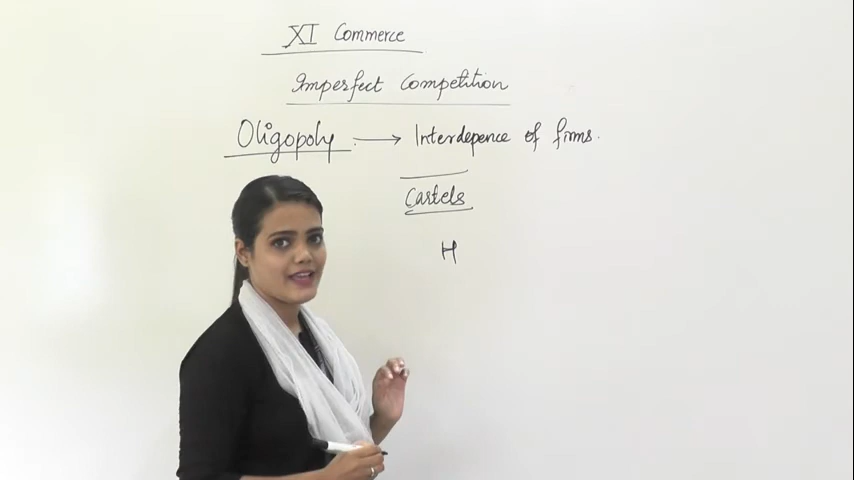 XI Commerce
Imperfect Competition
Oligopoly → Interdepence of firms.
Cartels
H